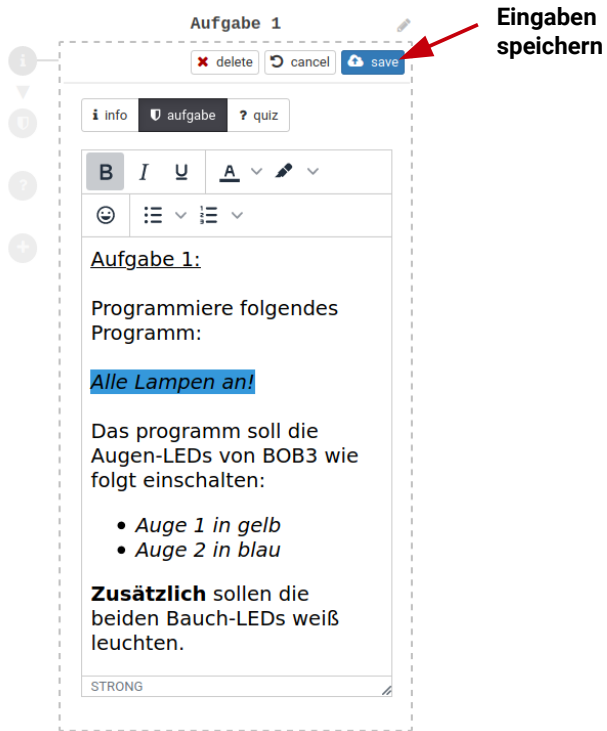 Aufgabe 1
Eingaben
speichern
delete cancel save
i info aufgabe ? quiz
B I U A
Aufgabe 1:
Programmiere folgendes
Programm:
Alle Lampen an!
Das programm soll die
Augen-LEDs von BOB3 wie
folgt einschalten:
• Auge 1 in gelb
• Auge 2 in blau
Zusätzlich sollen die
beiden Bauch-LEDs weiß
leuchten.
STRONG